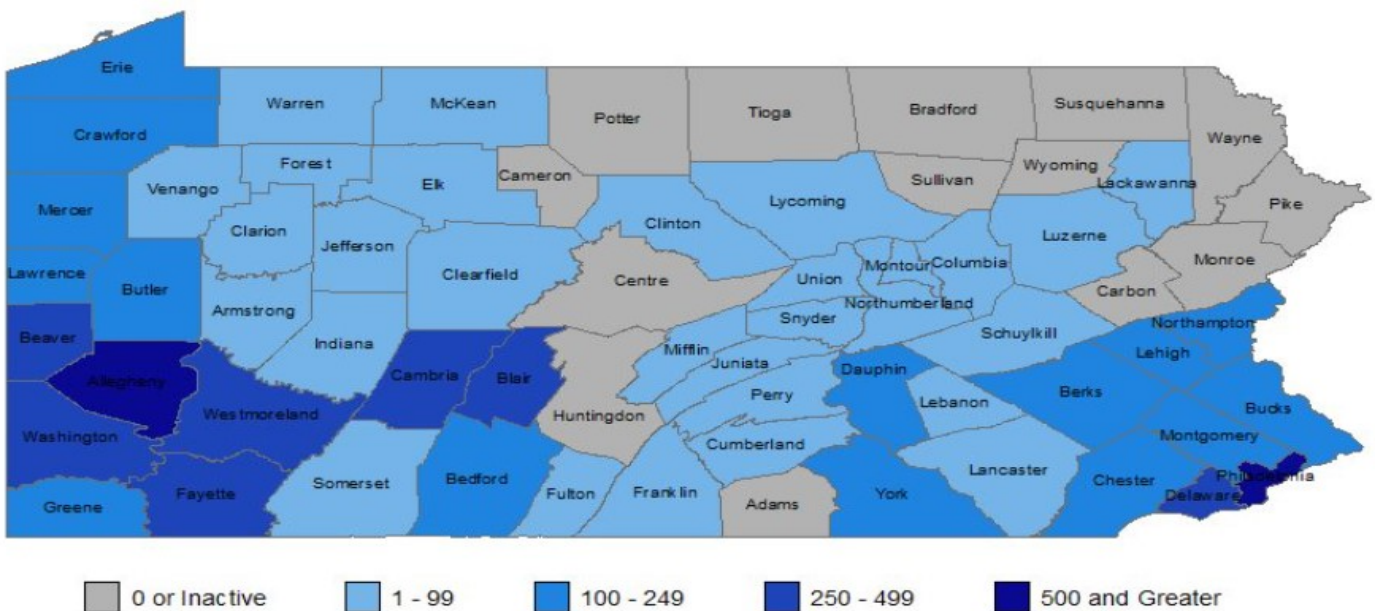 Erie
Warren
McKean
Potter
Tioga
Bradford
Susquehanna
Wayne
Crawford
Forest
Elk
Cameron
Sullivan
Wyoming
Lackawanna
Pike
Venango
Mercer
Clarion
Jefferson
Clinton
Lycoming
Luzerne
Monroe
Lawrence
Butler
Clearfield
Centre
Union
Montour
Columbia
Carbon
Armstrong
Northumberland
Snyder
Schuylkill
Northampton
Beaver
Indiana
Mifflin
Juniata
Lehigh
Allegheny
Cambria
Blair
Dauphin
Perry
Lebanon
Berks
Bucks
Westmoreland
Huntingdon
Washington
Cumberland
Montgomery
Somerset
Bedford
Fulton
Franklin
Lancaster
Chester
Philadelphia
Greene
Fayette
Adams
York
Delaware
0 or Inactive
1 - 99
100 - 249
250 - 499
500 and Greater